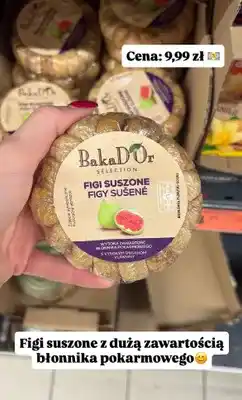 Cena: 9,99 zł
BakaD'Or
SELECTION
FIGI SUSZONE
FIGY SUŠENÉ
Figi suszone z dużą zawartością
błonnika pokarmowego